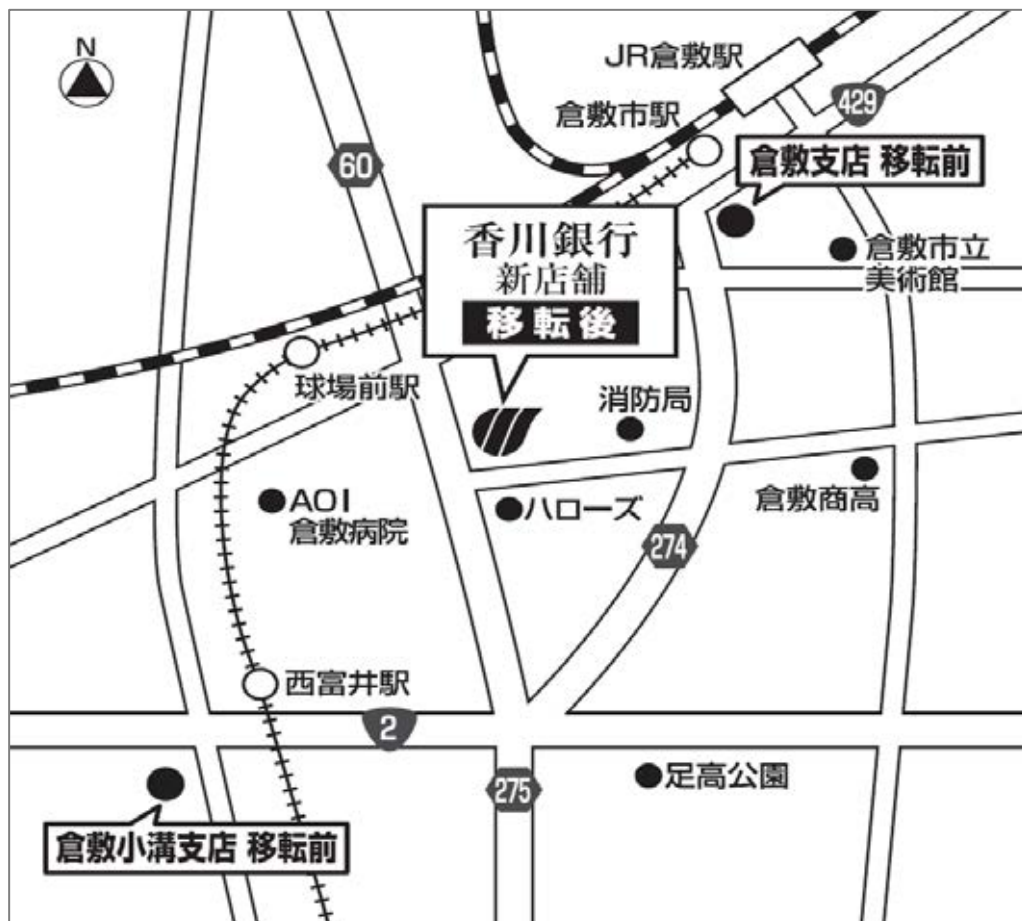 N
JR倉敷駅
倉敷市駅
429
60
倉敷支店 移転前
香川銀行
新店舗
移転後
倉敷市立
美術館
球場前駅
消防局
AOI
倉敷病院
ハローズ
倉敷商高
274
西富井駅
2
275
足高公園
倉敷小溝支店 移転前